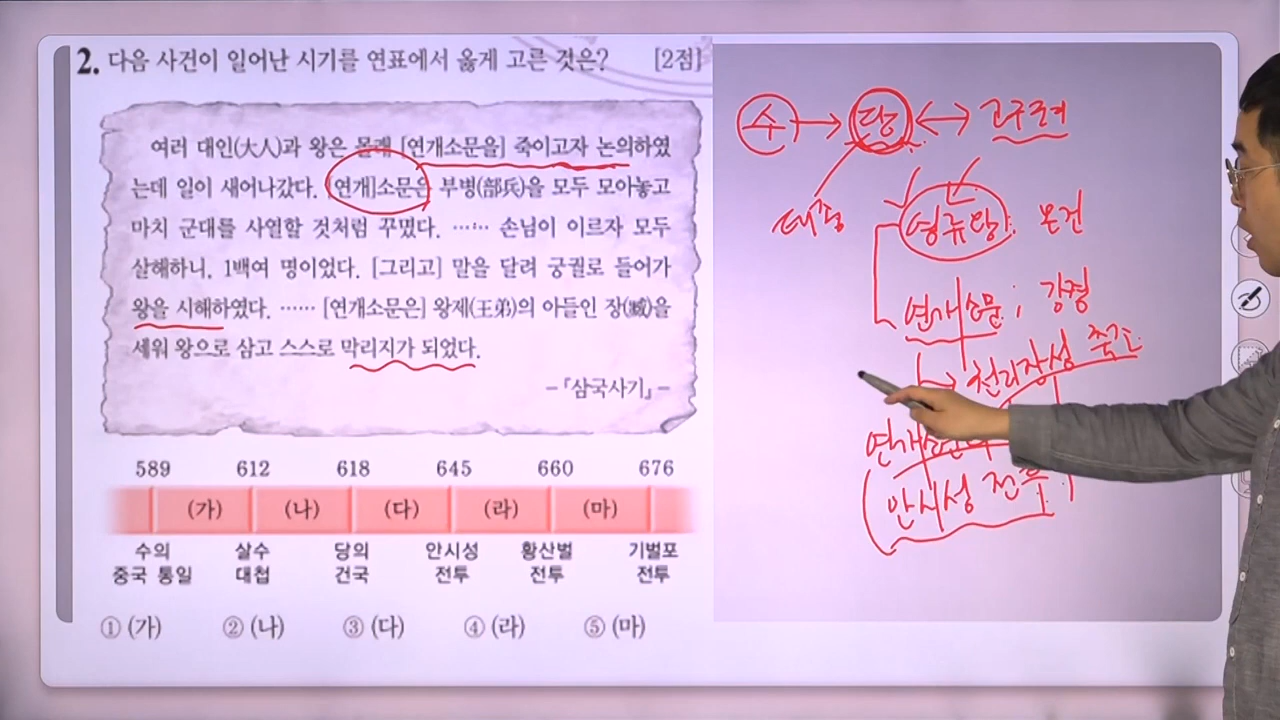 2. 다음 사건이 일어난 시기를 연표에서 옳게 고른 것은? [2점]
여러 대인(大人)과 왕은 몰래 [연개소문을] 죽이고자 논의하였
는데 일이 새어나갔다. [연개]소문은 부병(部兵)을 모두 모아놓고
마치 군대를 사열할 것처럼 꾸몄다. …… 손님이 이르자 모두
살해하니, 1백여 명이었다. [그리고] 말을 달려 궁궐로 들어가
왕을 시해하였다. …… [연개소문은] 왕제(王弟)의 아들인 장(臧)을
세워 왕으로 삼고 스스로 막리지가 되었다.
-『삼국사기』-
589 612 618 645 660 676
(가) (나) (다) (라) (마)
수의 살수 당의 안시성 황산벌 기벌포
중국 통일 대첩 건국 전투 전투 전투
① (가) ② (나) ③ (다) ④ (라) ⑤ (마)
수 → 당 ↔ 고구려
태종
영류왕: 온건
연개소문; 강경
→ 천리장성 축조
연개
안시성 전투